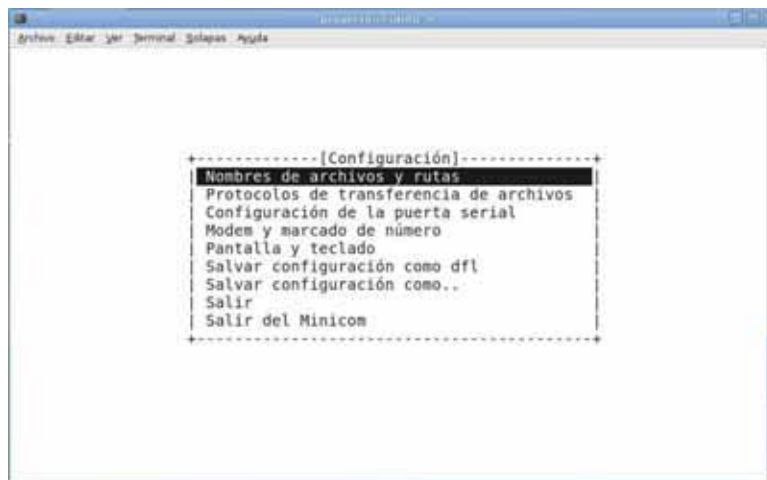 Archivo Editar Ver Terminal Solapas Ayuda
+-------------[Configuración]--------------+
| Nombres de archivos y rutas |
| Protocolos de transferencia de archivos |
| Configuración de la puerta serial |
| Modem y marcado de número |
| Pantalla y teclado |
| Salvar configuración como dfl |
| Salvar configuración como.. |
| Salir |
| Salir del Minicom |
+------------------------------------------+